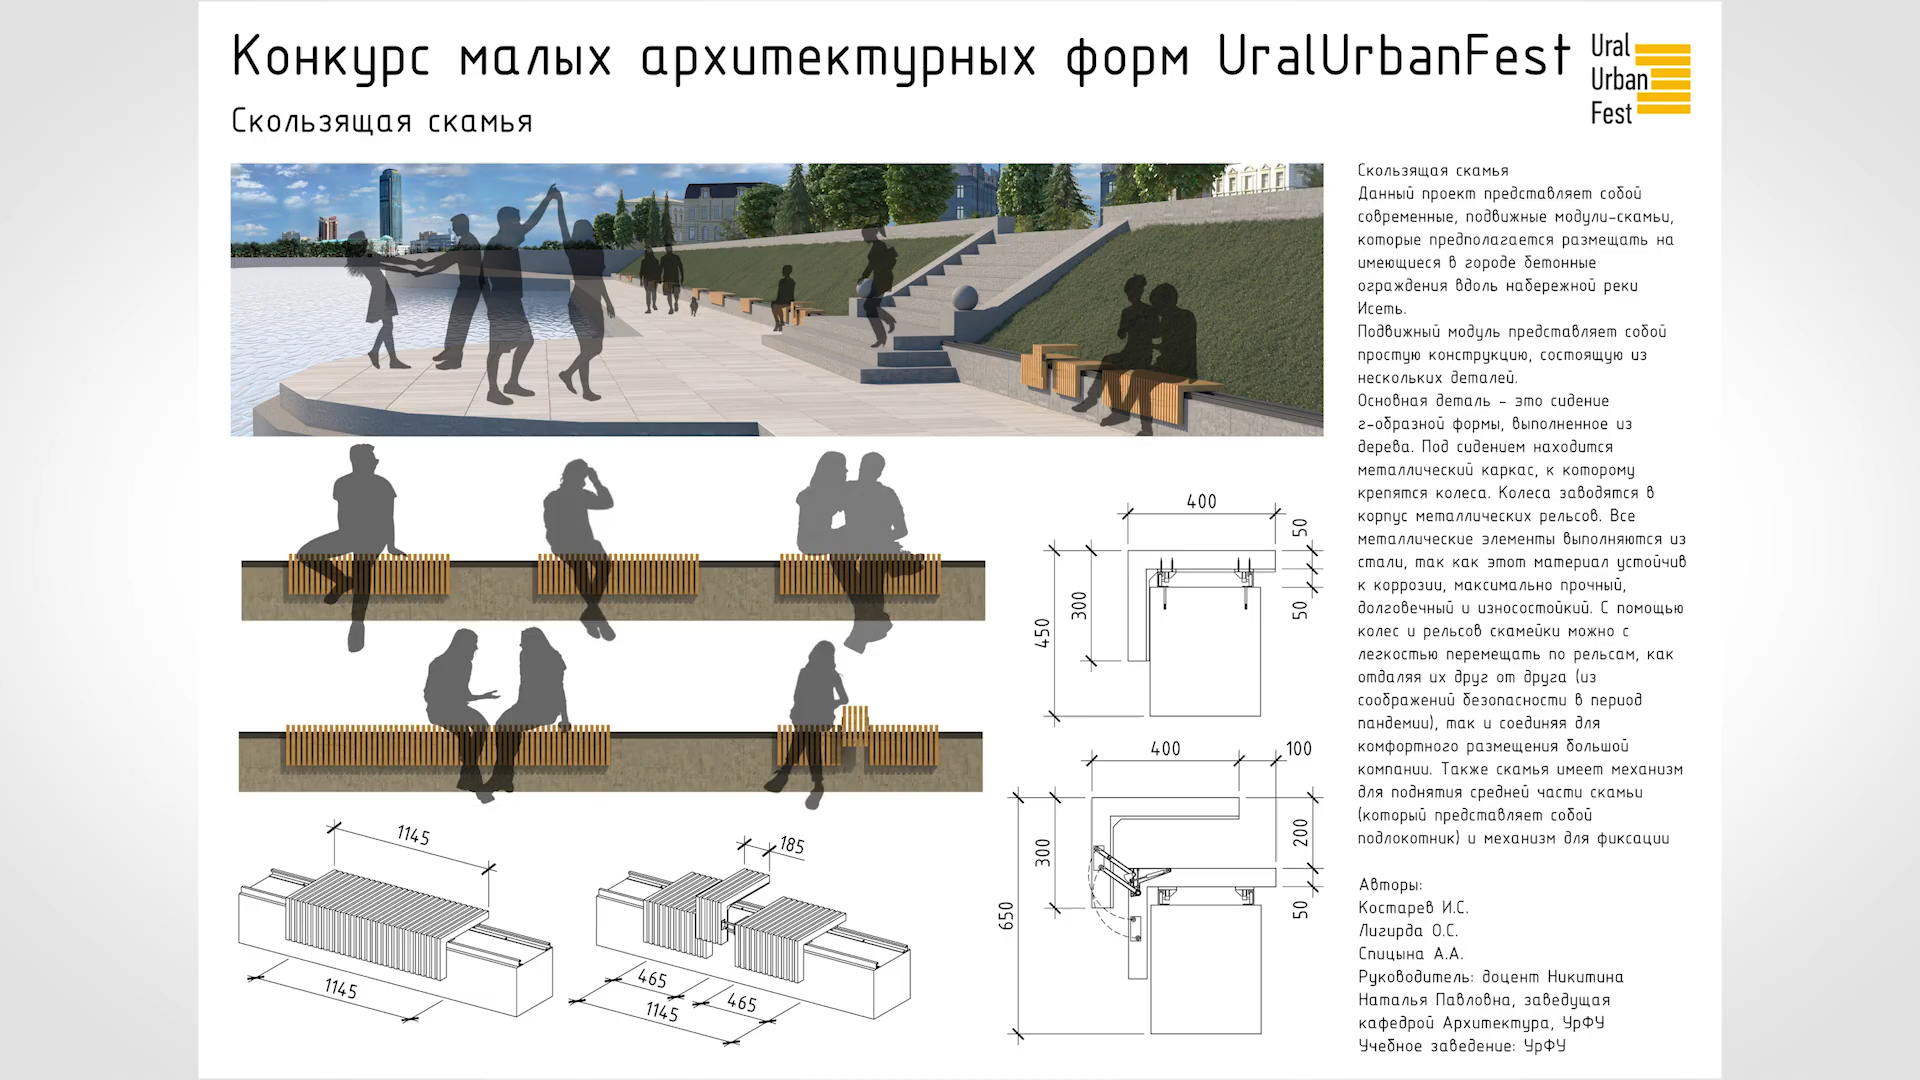 Конкурс малых архитектурных форм UralUrbanFest
Ural
Urban
Fest
Скользящая скамья
Скользящая скамья
Данный проект представляет собой
современные, подвижные модули-скамьи,
которые предполагается размещать на
имеющиеся в городе бетонные
ограждения вдоль набережной реки
Исеть.
Подвижный модуль представляет собой
простую конструкцию, состоящую из
нескольких деталей.
Основная деталь - это сидение
г-образной формы, выполненное из
дерева. Под сидением находится
металлический каркас, к которому
крепятся колеса. Колеса заводятся в
корпус металлических рельсов. Все
металлические элементы выполняются из
стали, так как этот материал устойчив
к коррозии, максимально прочный,
долговечный и износостойкий. С помощью
колес и рельсов скамейки можно с
легкостью перемещать по рельсам, как
отдаляя их друг от друга (из
соображений безопасности в период
пандемии), так и соединяя для
комфортного размещения большой
компании. Также скамья имеет механизм
для поднятия средней части скамьи
(который представляет собой
подлокотник) и механизм для фиксации
Авторы:
Костарев И.С.
Лигирда О.С.
Спицына А.А.
Руководитель: доцент Никитина
Наталья Павловна, заведущая
кафедрой Архитектура, УрФУ
Учебное заведение: УрФУ
400
50
300
450
50
400
100
200
300
650
50
1145
1145
185
465
465
1145